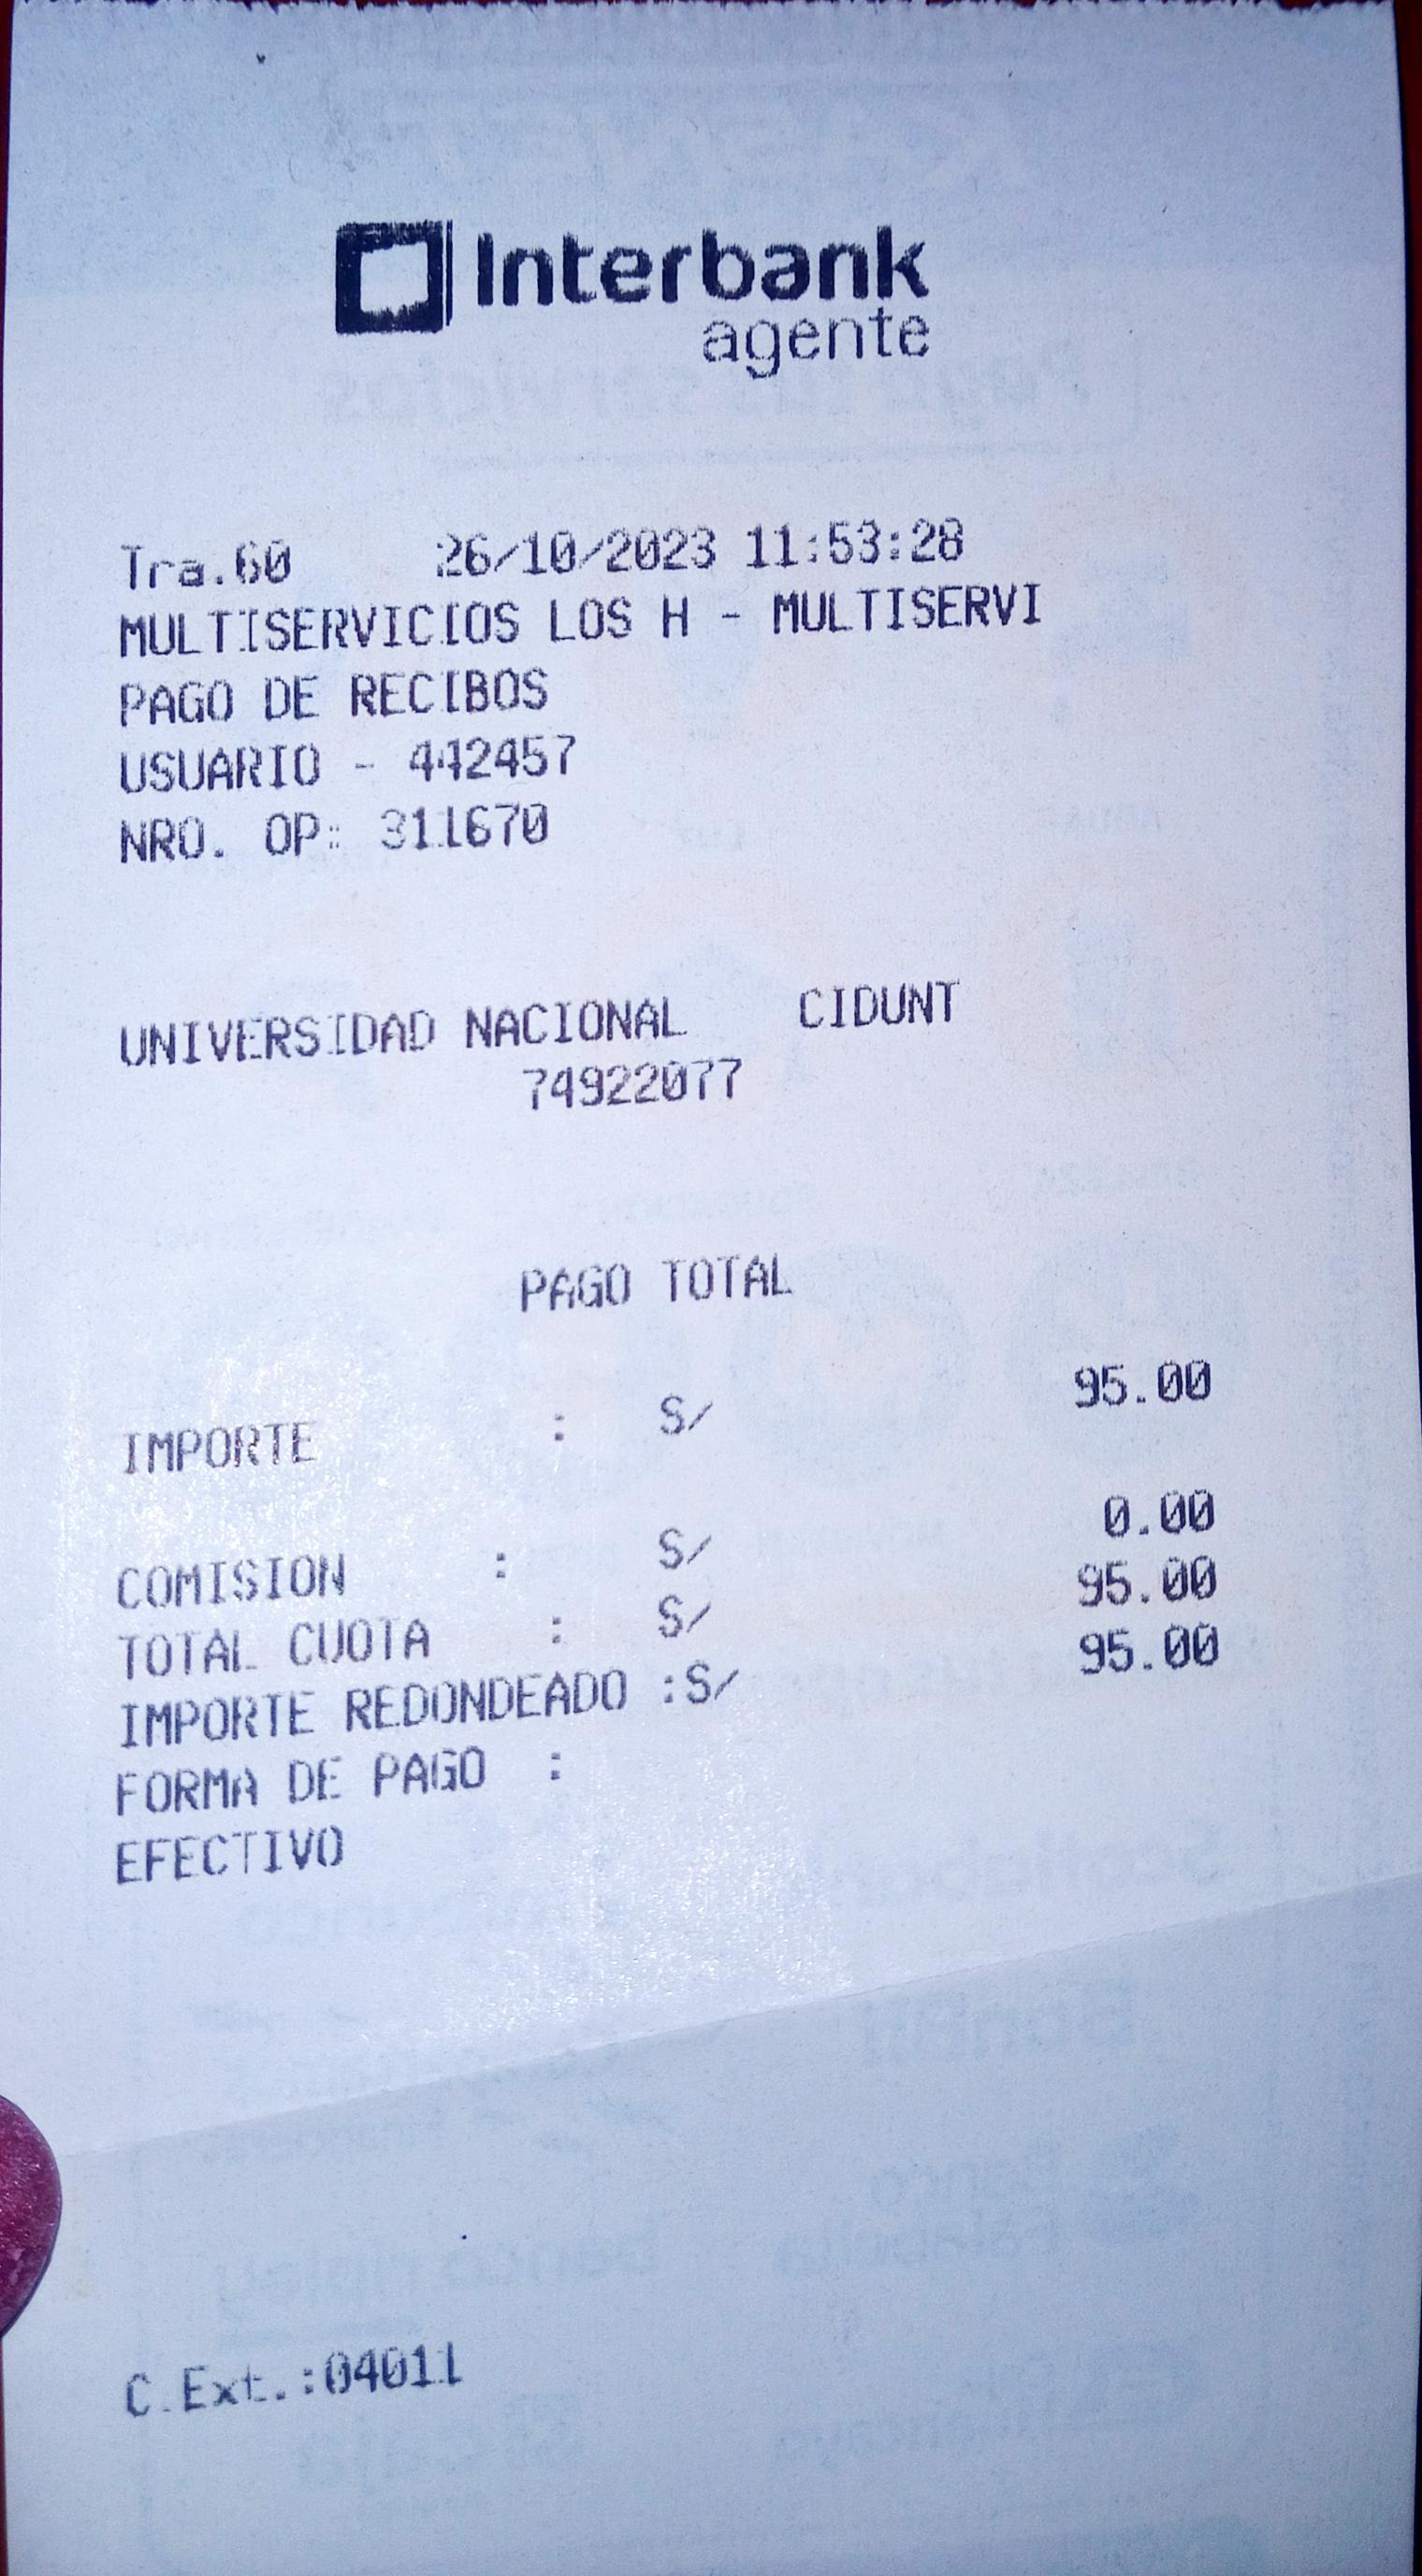 Interbank
agente
Tra.60 26/10/2023 11:53:28
MULTISERVICIOS LOS H - MULTISERVI
PAGO DE RECIBOS
USUARIO - 442457
NRO. OP: 311670
UNIVERSIDAD NACIONAL CIDUNT
74922077
PAGO TOTAL
IMPORTE : S/ 95.00
COMISION : S/ 0.00
TOTAL CUOTA : S/ 95.00
IMPORTE REDONDEADO :S/ 95.00
FORMA DE PAGO :
EFECTIVO
C.Ext.:04011